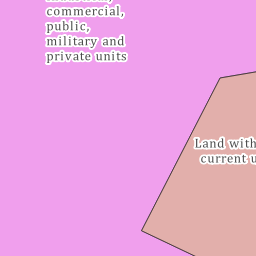 commercial,
public,
military and
private units
Land with
current u